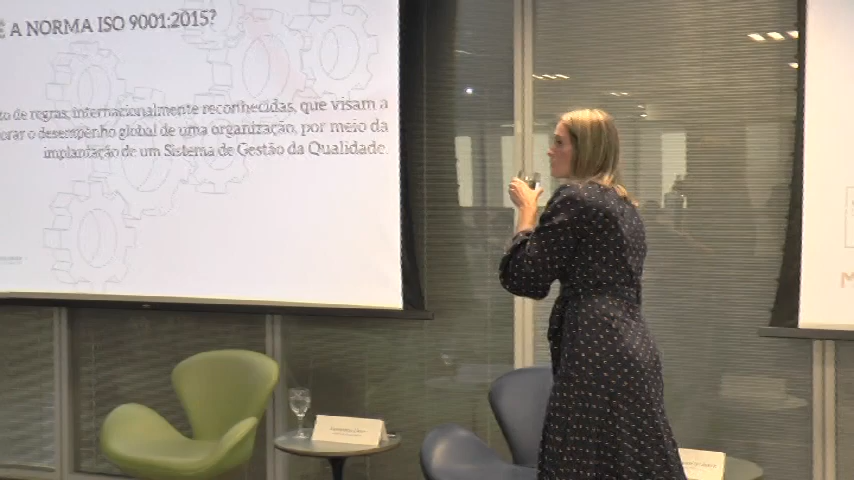 É A NORMA ISO 9001:2015?
to de regras, internacionalmente reconhecidas, que visam a
orar o desempenho global de uma organização, por meio da
implantação de um Sistema de Gestão da Qualidade.
M